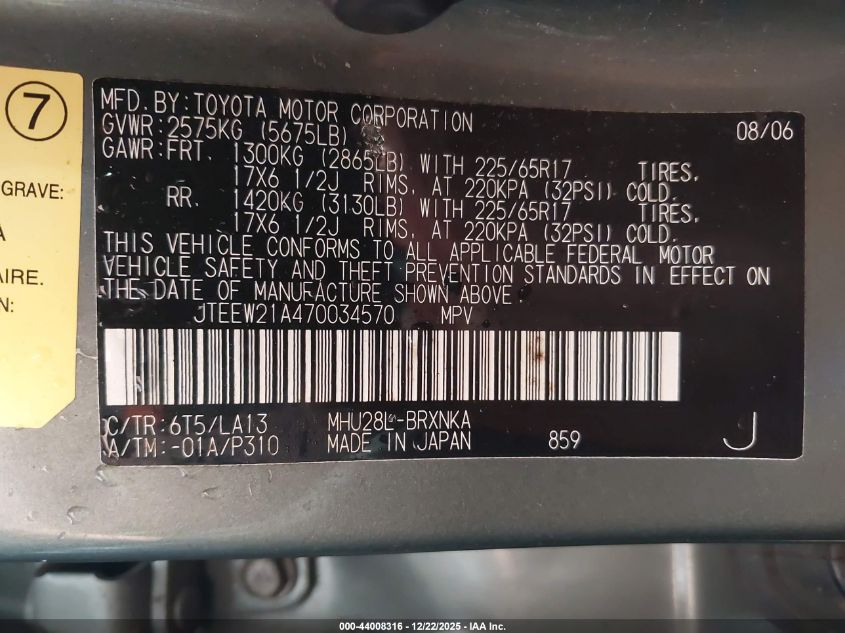 7
GRAVE:
A
AIRE.
N:
MFD. BY: TOYOTA MOTOR CORPORATION 08/06
GVWR: 2575KG (5675LB)
GAWR: FRT. 1300KG (2865LB) WITH 225/65R17 TIRES,
17X6 1/2J RIMS, AT 220KPA (32PSI) COLD.
RR. 1420KG (3130LB) WITH 225/65R17 TIRES,
17X6 1/2J RIMS, AT 220KPA (32PSI) COLD.
THIS VEHICLE CONFORMS TO ALL APPLICABLE FEDERAL MOTOR
VEHICLE SAFETY AND THEFT PREVENTION STANDARDS IN EFFECT ON
THE DATE OF MANUFACTURE SHOWN ABOVE.
JTEEW21A470034570 MPV
C/TR: 6T5/LA13 MHU28L-BRXNKA
A/TM: -01A/P310 MADE IN JAPAN 859 J
000-44008316 - 12/22/2025 - IAA Inc.